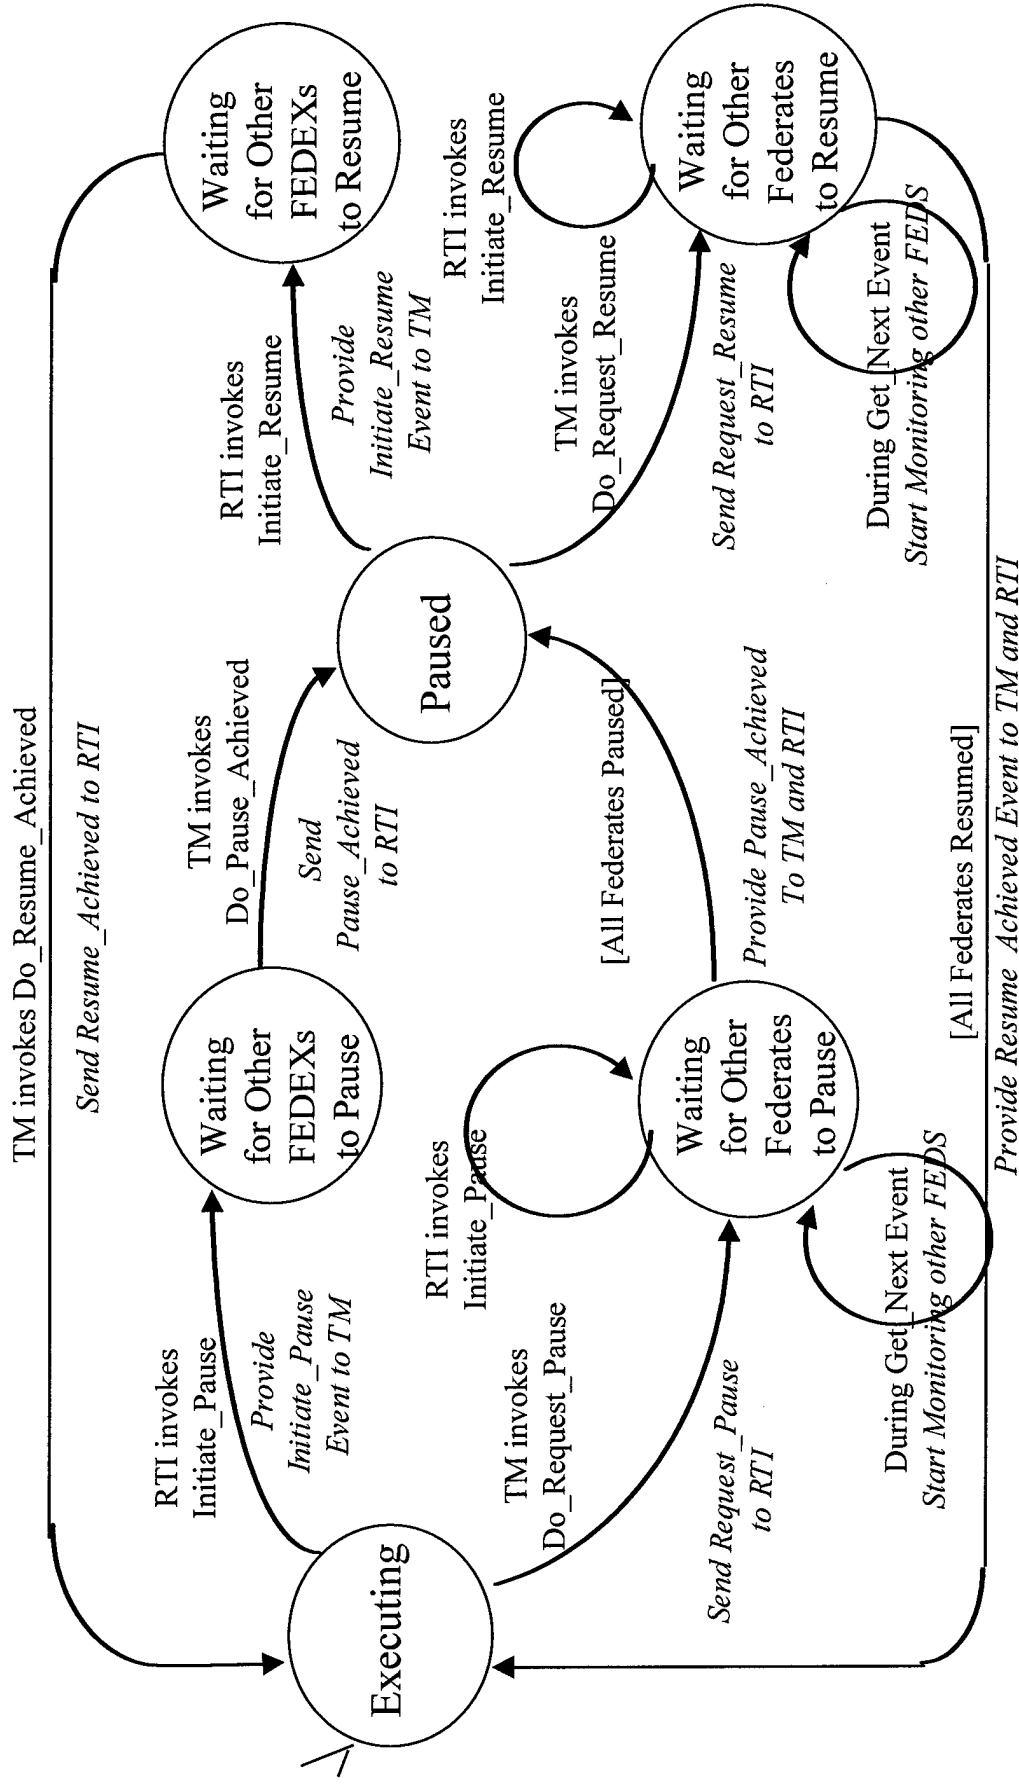 TM invokes Do_Resume_Achieved
Send Resume_Achieved to RTI
RTI invokes
Initiate_Pause
Provide
Initiate_Pause
Event to TM
Waiting
for Other
FEDEXs
to Pause
TM invokes
Do_Pause_Achieved
Send
Pause_Achieved
to RTI
RTI invokes
Initiate_Resume
Provide
Initiate_Resume
Event to TM
Waiting
for Other
FEDEXs
to Resume
Executing
Paused
TM invokes
Do_Request_Pause
Send Request_Pause
to RTI
RTI invokes
Initiate_Pause
Waiting
for Other
Federates
to Pause
During Get_Next Event
Start Monitoring other FEDS
[All Federates Paused]
Provide Pause_Achieved
To TM and RTI
TM invokes
Do_Request_Resume
Send Request_Resume
to RTI
RTI invokes
Initiate_Resume
Waiting
for Other
Federates
to Resume
During Get_Next Event
Start Monitoring other FEDS
[All Federates Resumed]
Provide Resume_Achieved Event to TM and RTI